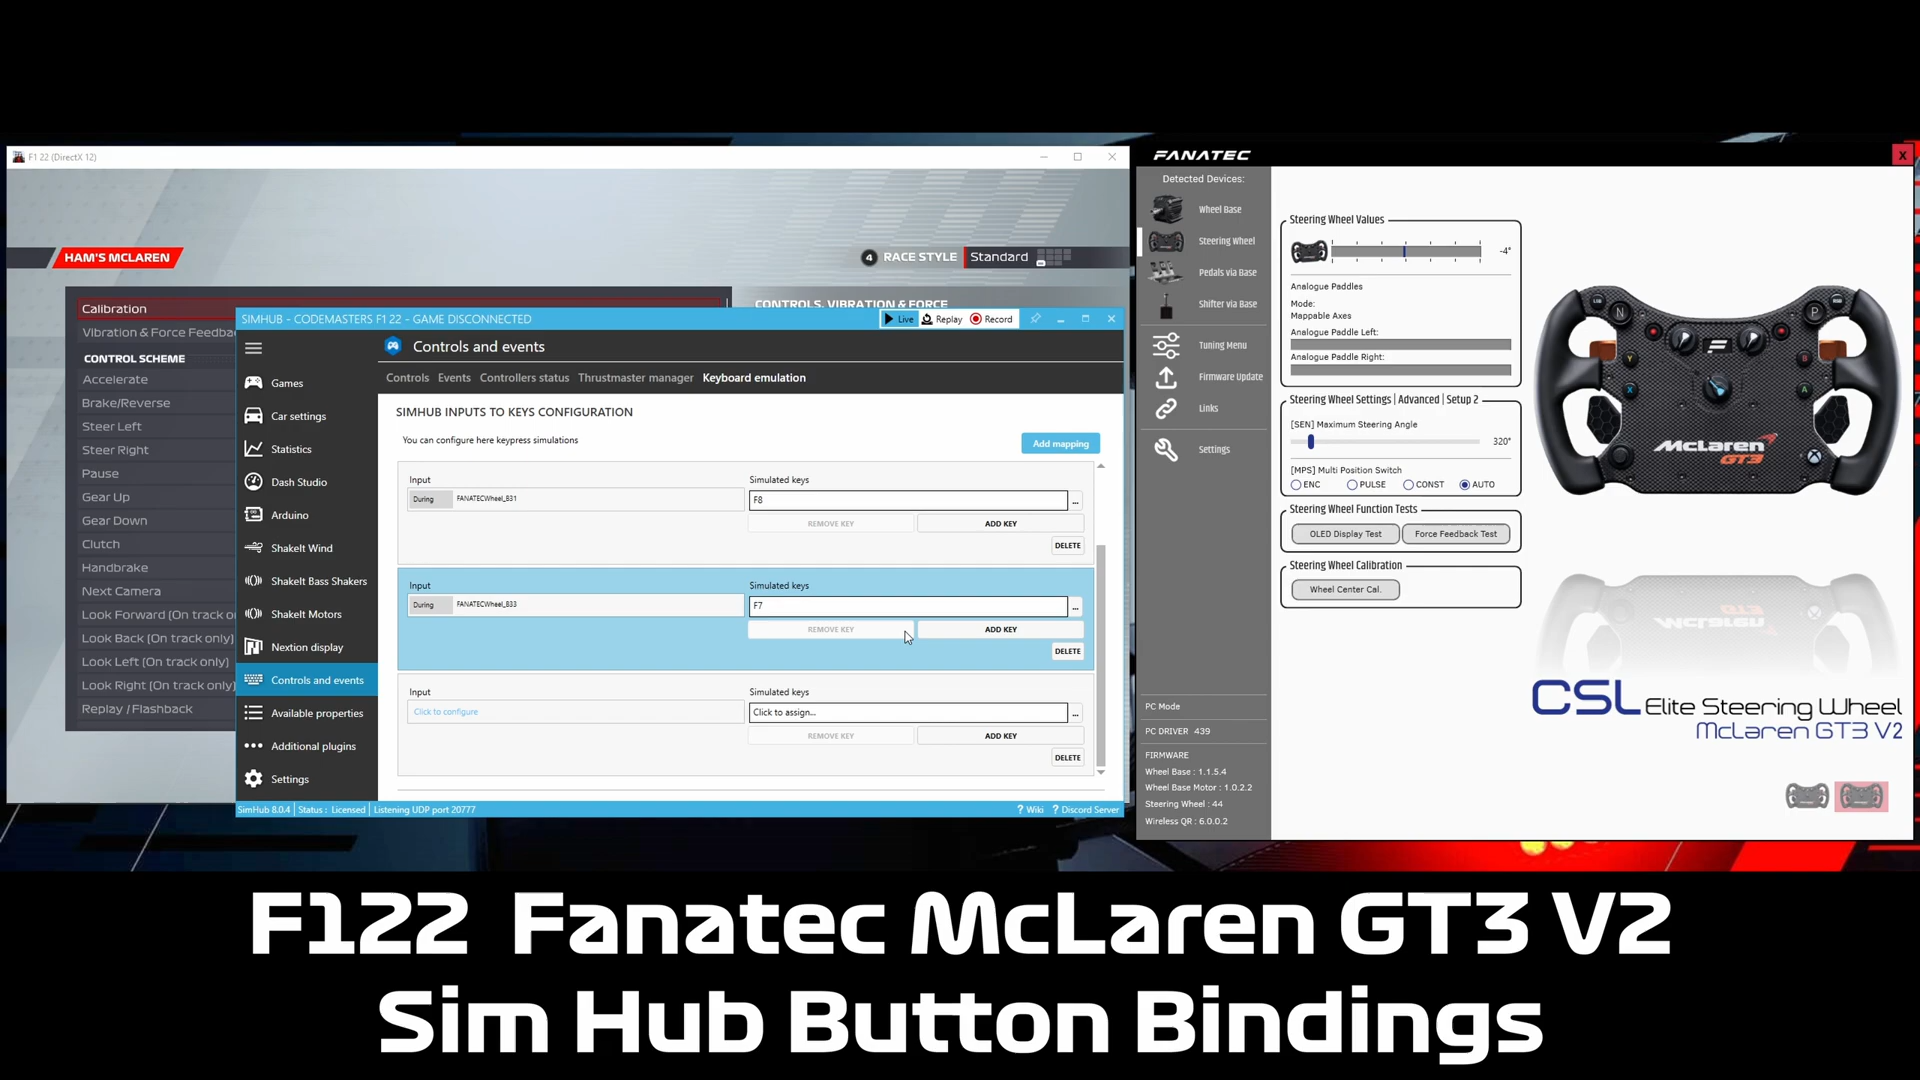 F1 22 (DirectX 12)
HAM'S MCLAREN
4 RACE STYLE Standard
Calibration
CONTROLS, VIBRATION & FORCE
Vibration & Force Feedba
CONTROL SCHEME
Accelerate
Brake/Reverse
Steer Left
Steer Right
Pause
Gear Up
Gear Down
Clutch
Handbrake
Next Camera
Look Forward (On track o
Look Back (On track only)
Look Left (On track only)
Look Right (On track only)
Replay / Flashback
SIMHUB - CODEMASTERS F1 22 - GAME DISCONNECTED
Live Replay Record
Controls and events
Games
Car settings
Statistics
Dash Studio
Arduino
ShakeIt Wind
ShakeIt Bass Shakers
ShakeIt Motors
Nextion display
Controls and events
Available properties
Additional plugins
Settings
Controls Events Controllers status Thrustmaster manager Keyboard emulation
SIMHUB INPUTS TO KEYS CONFIGURATION
You can configure here keypress simulations
Add mapping
Input Simulated keys
During FANATECWheel_B31 F8 ...
REMOVE KEY ADD KEY
DELETE
Input Simulated keys
During FANATECWheel_B33 F7 ...
REMOVE KEY ADD KEY
DELETE
Input Simulated keys
Click to configure Click to assign... ...
REMOVE KEY ADD KEY
DELETE
SimHub 8.0.4 Status : Licensed Listening UDP port 20777 ? Wiki ? Discord Server
FANATEC
X
Detected Devices:
Wheel Base
Steering Wheel
Pedals via Base
Shifter via Base
Tuning Menu
Firmware Update
Links
Settings
PC Mode
PC DRIVER 439
FIRMWARE
Wheel Base : 1.1.5.4
Wheel Base Motor : 1.0.2.2
Steering Wheel : 44
Wireless QR : 6.0.0.2
Steering Wheel Values
-4°
Analogue Paddles
Mode:
Mappable Axes
Analogue Paddle Left:
Analogue Paddle Right:
Steering Wheel Settings | Advanced | Setup 2
[SEN] Maximum Steering Angle
320°
[MPS] Multi Position Switch
ENC PULSE CONST AUTO
Steering Wheel Function Tests
OLED Display Test Force Feedback Test
Steering Wheel Calibration
Wheel Center Cal.
N P
Y B
X A
McLaren
GT3
CSL Elite Steering Wheel
McLaren GT3 V2
F122 Fanatec McLaren GT3 V2
Sim Hub Button Bindings